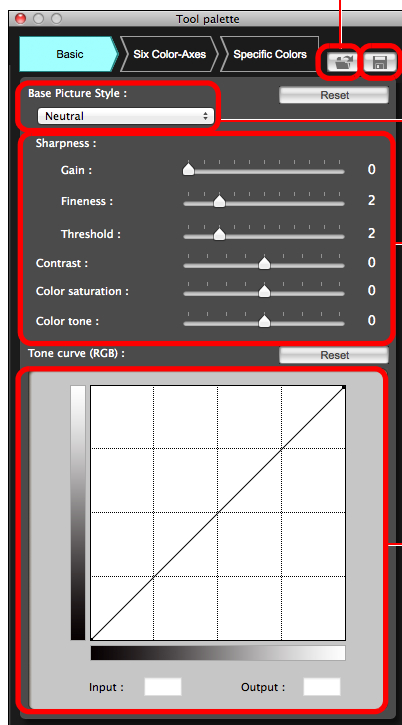 Tool palette
Basic Six Color-Axes Specific Colors
Base Picture Style : Reset
Neutral
Sharpness :
Gain : 0
Fineness : 2
Threshold : 2
Contrast : 0
Color saturation : 0
Color tone : 0
Tone curve (RGB) : Reset
Input : Output :